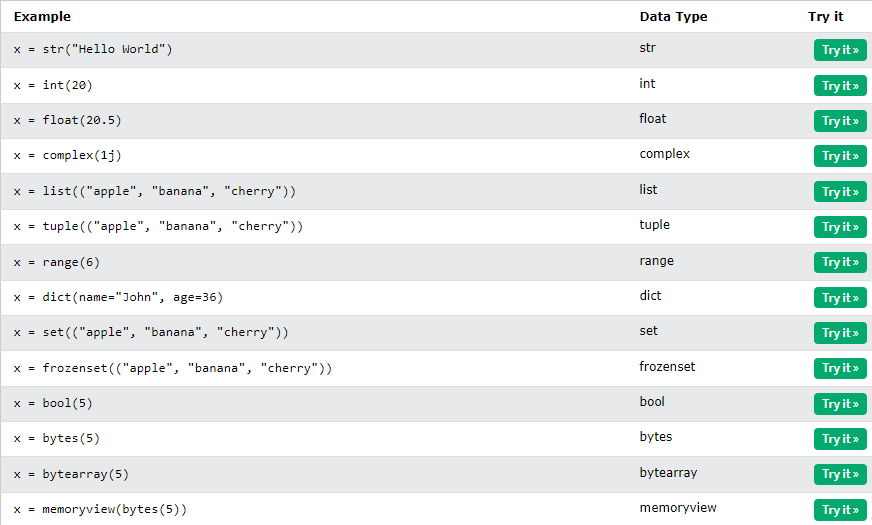 Example Data Type Try it
x = str("Hello World") str Try it »
x = int(20) int Try it »
x = float(20.5) float Try it »
x = complex(1j) complex Try it »
x = list(("apple", "banana", "cherry")) list Try it »
x = tuple(("apple", "banana", "cherry")) tuple Try it »
x = range(6) range Try it »
x = dict(name="John", age=36) dict Try it »
x = set(("apple", "banana", "cherry")) set Try it »
x = frozenset(("apple", "banana", "cherry")) frozenset Try it »
x = bool(5) bool Try it »
x = bytes(5) bytes Try it »
x = bytearray(5) bytearray Try it »
x = memoryview(bytes(5)) memoryview Try it »